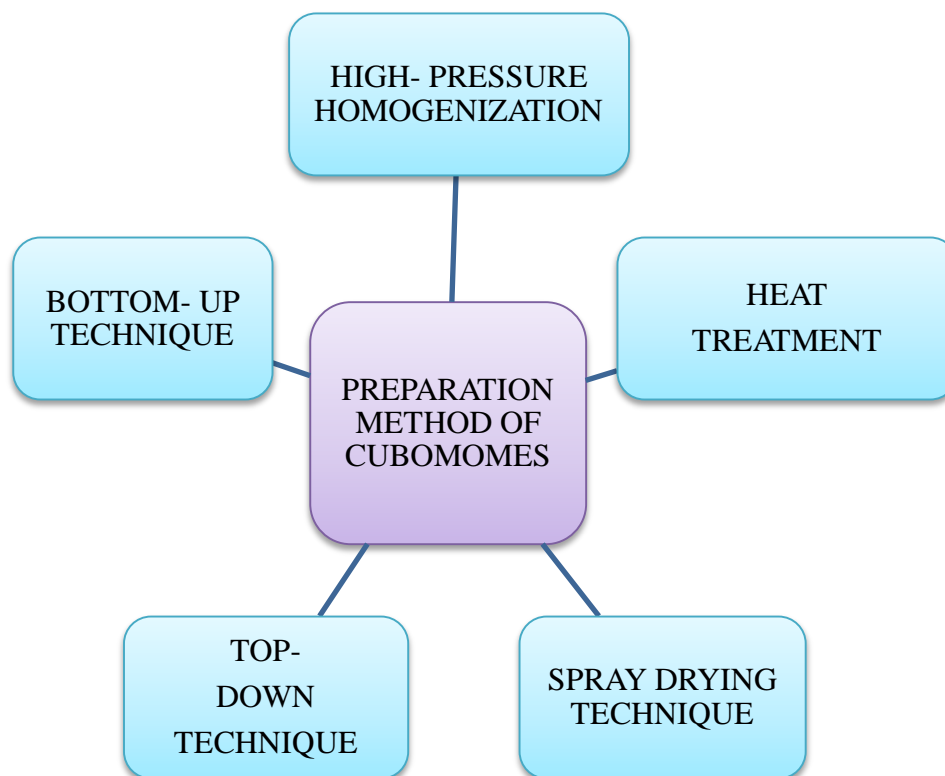 HIGH- PRESSURE
HOMOGENIZATION
BOTTOM- UP
TECHNIQUE
HEAT
TREATMENT
PREPARATION
METHOD OF
CUBOMOMES
TOP-
DOWN
TECHNIQUE
SPRAY DRYING
TECHNIQUE